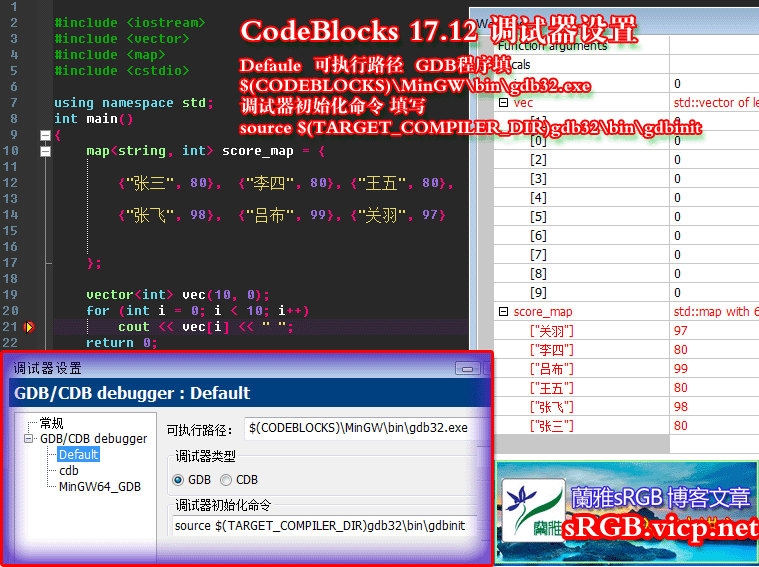 1
2 #include <iostream>
3 #include <vector>
4 #include <map>
5 #include <cstdio>
6
7 using namespace std;
8 int main()
9 {
10 map<string, int> score_map = {
11
12 {"张三", 80}, {"李四", 80}, {"王五", 80},
13
14 {"张飞", 98}, {"吕布", 99}, {"关羽", 97}
15
16
17 };
18
19 vector<int> vec(10, 0);
20 for (int i = 0; i < 10; i++)
21 cout << vec[i] << " ";
22 return 0;
CodeBlocks 17.12 调试器设置
Defaule 可执行路径 GDB程序填
$(CODEBLOCKS)\MinGW\bin\gdb32.exe
调试器初始化命令 填写
source $(TARGET_COMPILER_DIR)gdb32\bin\gdbinit
Function arguments
0
vec std::vector of le
[1] 0
[0] 0
[2] 0
[3] 0
[4] 0
[5] 0
[6] 0
[7] 0
[8] 0
[9] 0
score_map std::map with 6
["关羽"] 97
["李四"] 80
["吕布"] 99
["王五"] 80
["张飞"] 98
["张三"] 80
调试器设置
GDB/CDB debugger : Default
常规
GDB/CDB debugger
Default
cdb
MinGW64_GDB
可执行路径: $(CODEBLOCKS)\MinGW\bin\gdb32.exe
调试器类型
GDB CDB
调试器初始化命令
source $(TARGET_COMPILER_DIR)gdb32\bin\gdbinit
蘭雅
蘭雅sRGB 博客文章
sRGB.vicp.net